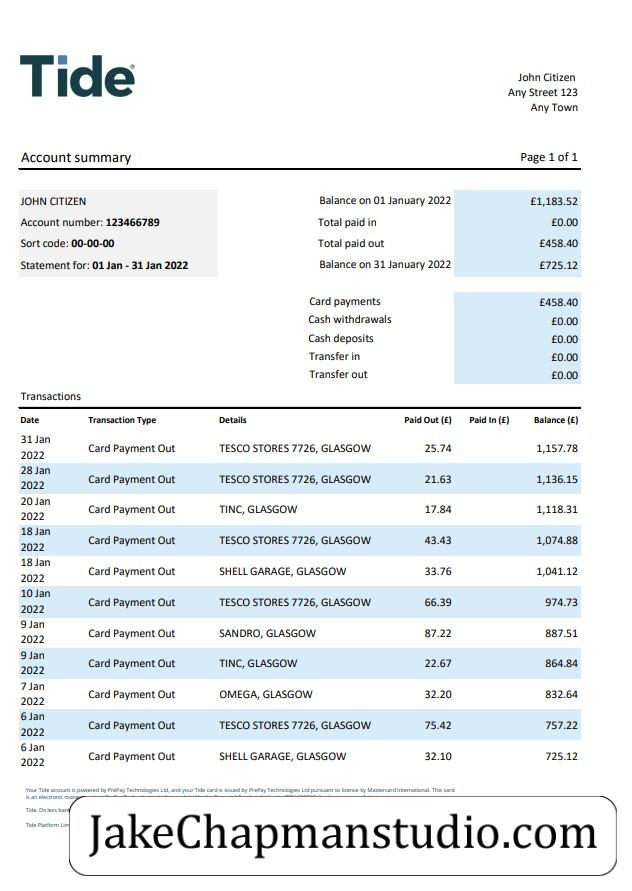 Tide®
John Citizen
Any Street 123
Any Town
Account summary Page 1 of 1
JOHN CITIZEN Balance on 01 January 2022 £1,183.52
Account number: 123466789 Total paid in £0.00
Sort code: 00-00-00 Total paid out £458.40
Statement for: 01 Jan - 31 Jan 2022 Balance on 31 January 2022 £725.12
Card payments £458.40
Cash withdrawals £0.00
Cash deposits £0.00
Transfer in £0.00
Transfer out £0.00
Transactions
Date Transaction Type Details Paid Out (£) Paid In (£) Balance (£)
31 Jan 2022 Card Payment Out TESCO STORES 7726, GLASGOW 25.74 1,157.78
28 Jan 2022 Card Payment Out TESCO STORES 7726, GLASGOW 21.63 1,136.15
20 Jan 2022 Card Payment Out TINC, GLASGOW 17.84 1,118.31
18 Jan 2022 Card Payment Out TESCO STORES 7726, GLASGOW 43.43 1,074.88
18 Jan 2022 Card Payment Out SHELL GARAGE, GLASGOW 33.76 1,041.12
10 Jan 2022 Card Payment Out TESCO STORES 7726, GLASGOW 66.39 974.73
9 Jan 2022 Card Payment Out SANDRO, GLASGOW 87.22 887.51
9 Jan 2022 Card Payment Out TINC, GLASGOW 22.67 864.84
7 Jan 2022 Card Payment Out OMEGA, GLASGOW 32.20 832.64
6 Jan 2022 Card Payment Out TESCO STORES 7726, GLASGOW 75.42 757.22
6 Jan 2022 Card Payment Out SHELL GARAGE, GLASGOW 32.10 725.12
Your Tide account is powered by PrePay Technologies Ltd, and your Tide card is issued by PrePay Technologies Ltd pursuant to licence by Mastercard International. This card
is an electronic
Tide. Do less
Tide Platform
JakeChapmanstudio.com